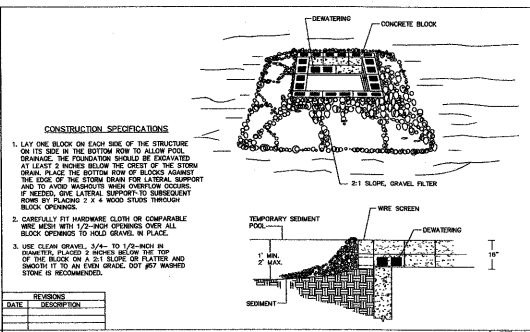 DEWATERING
CONCRETE BLOCK
2:1 SLOPE, GRAVEL FILTER
CONSTRUCTION SPECIFICATIONS
1. LAY ONE BLOCK ON EACH SIDE OF THE STRUCTURE
ON ITS SIDE IN THE BOTTOM ROW TO ALLOW POOL
DRAINAGE. THE FOUNDATION SHOULD BE EXCAVATED
AT LEAST 2 INCHES BELOW THE CREST OF THE STORM
DRAIN. PLACE THE BOTTOM ROW OF BLOCKS AGAINST
THE EDGE OF THE STORM DRAIN FOR LATERAL SUPPORT
AND TO AVOID WASHOUTS WHEN OVERFLOW OCCURS.
IF NEEDED, GIVE LATERAL SUPPORT TO SUBSEQUENT
ROWS BY PLACING 2 X 4 WOOD STUDS THROUGH
BLOCK OPENINGS.
2. CAREFULLY FIT HARDWARE CLOTH OR COMPARABLE
WIRE MESH WITH 1/2-INCH OPENINGS OVER ALL
BLOCK OPENINGS TO HOLD GRAVEL IN PLACE.
3. USE CLEAN GRAVEL, 3/4- TO 1/2-INCH IN
DIAMETER, PLACED 2 INCHES BELOW THE TOP
OF THE BLOCK ON A 2:1 SLOPE OR FLATTER AND
SMOOTH IT TO AN EVEN GRADE. DOT #57 WASHED
STONE IS RECOMMENDED.
WIRE SCREEN
TEMPORARY SEDIMENT
POOL
DEWATERING
1' MIN.
2' MAX.
16"
SEDIMENT
REVISIONS
DATE DESCRIPTION